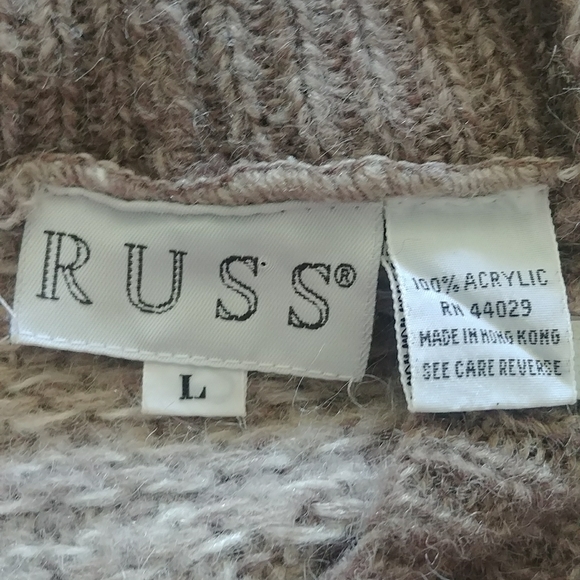 RUSS®
L
100% ACRYLIC
RN 44029
MADE IN HONG KONG
SEE CARE REVERSE